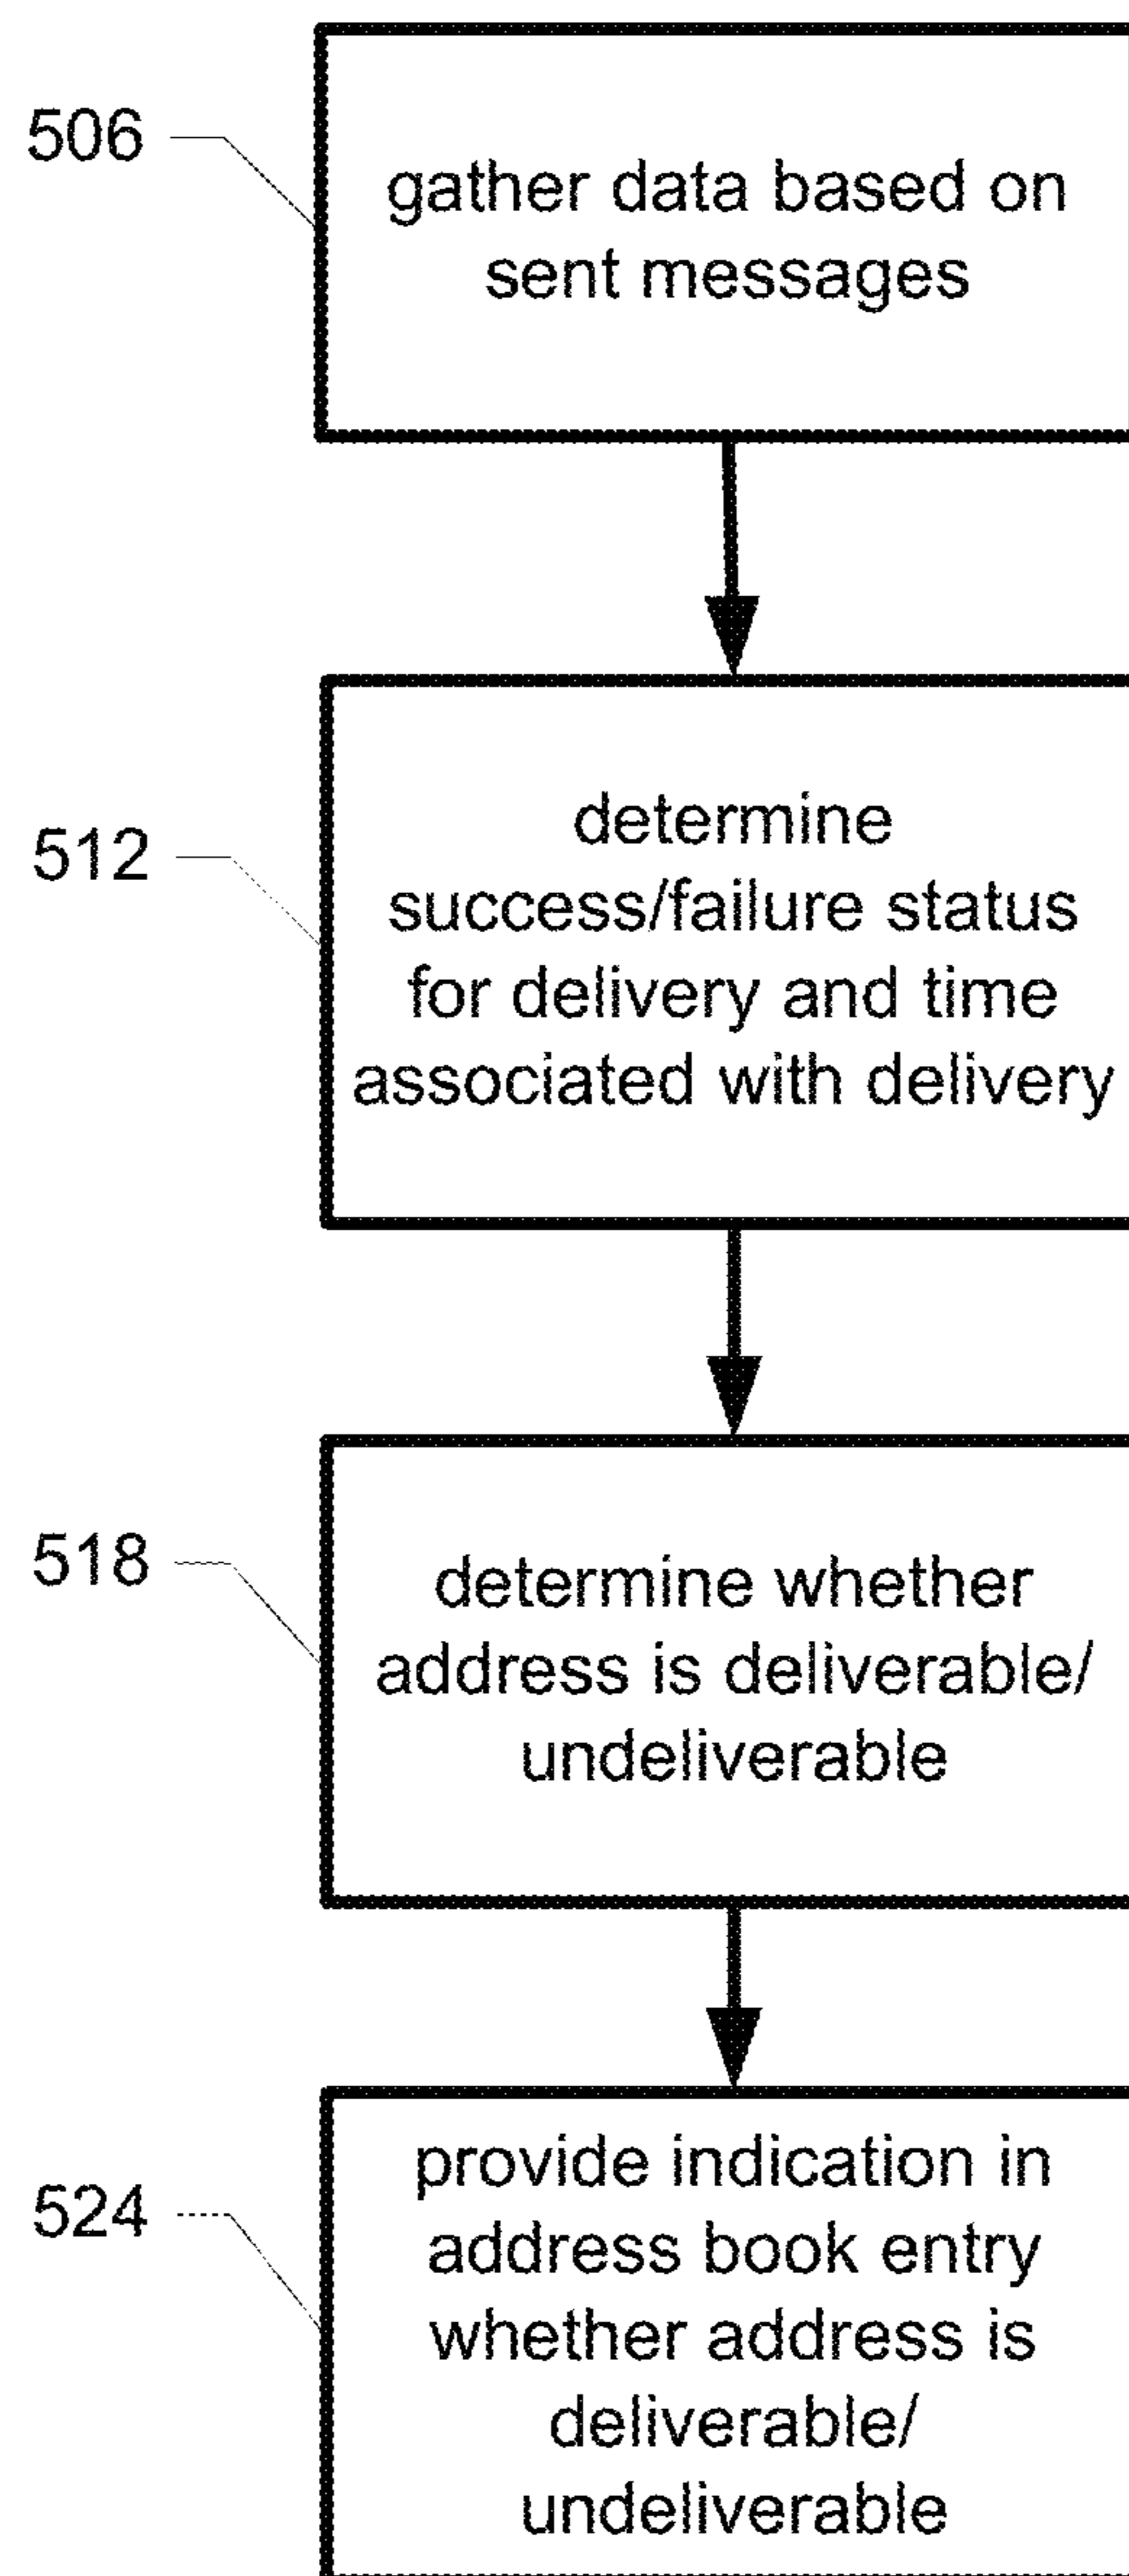 506
gather data based on
sent messages
512
determine
success/failure status
for delivery and time
associated with delivery
518
determine whether
address is deliverable/
undeliverable
524
provide indication in
address book entry
whether address is
deliverable/
undeliverable